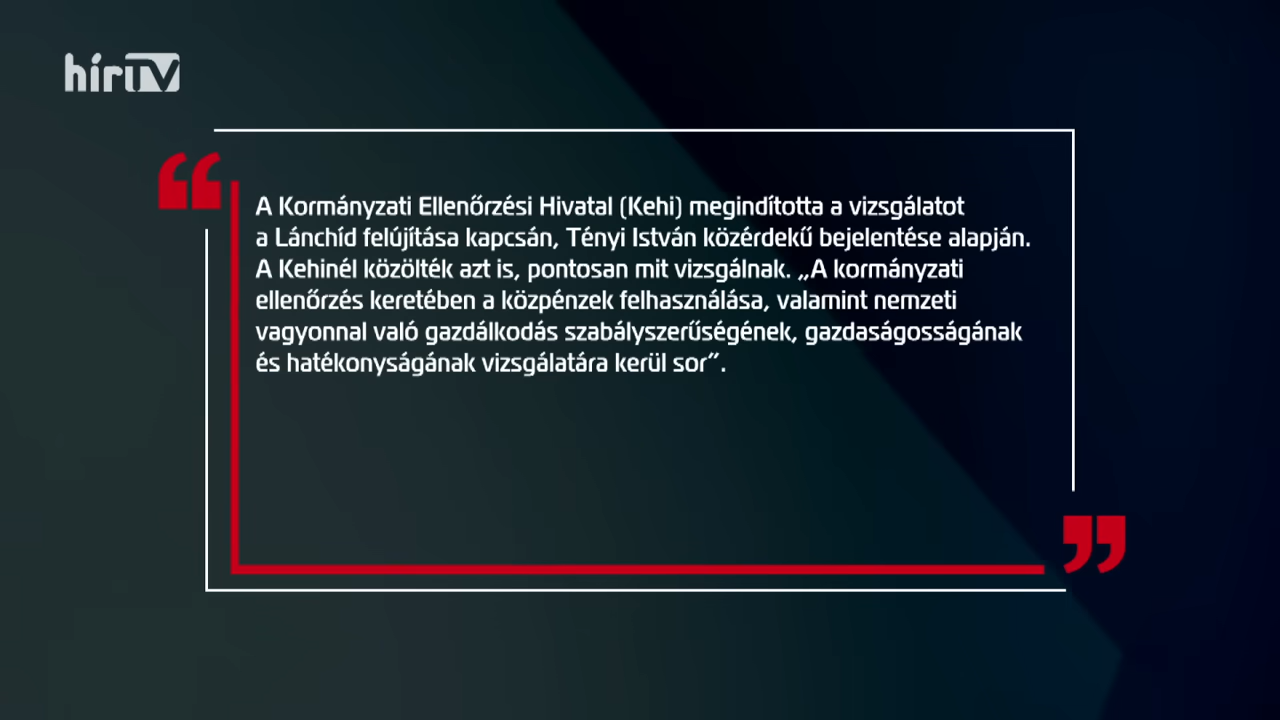 hírTV
A Kormányzati Ellenőrzési Hivatal (Kehi) megindította a vizsgálatot
a Lánchíd felújítása kapcsán, Tényi István közérdekű bejelentése alapján.
A Kehinél közölték azt is, pontosan mit vizsgálnak. „A kormányzati
ellenőrzés keretében a közpénzek felhasználása, valamint nemzeti
vagyonnal való gazdálkodás szabályszerűségének, gazdaságosságának
és hatékonyságának vizsgálatára kerül sor”.